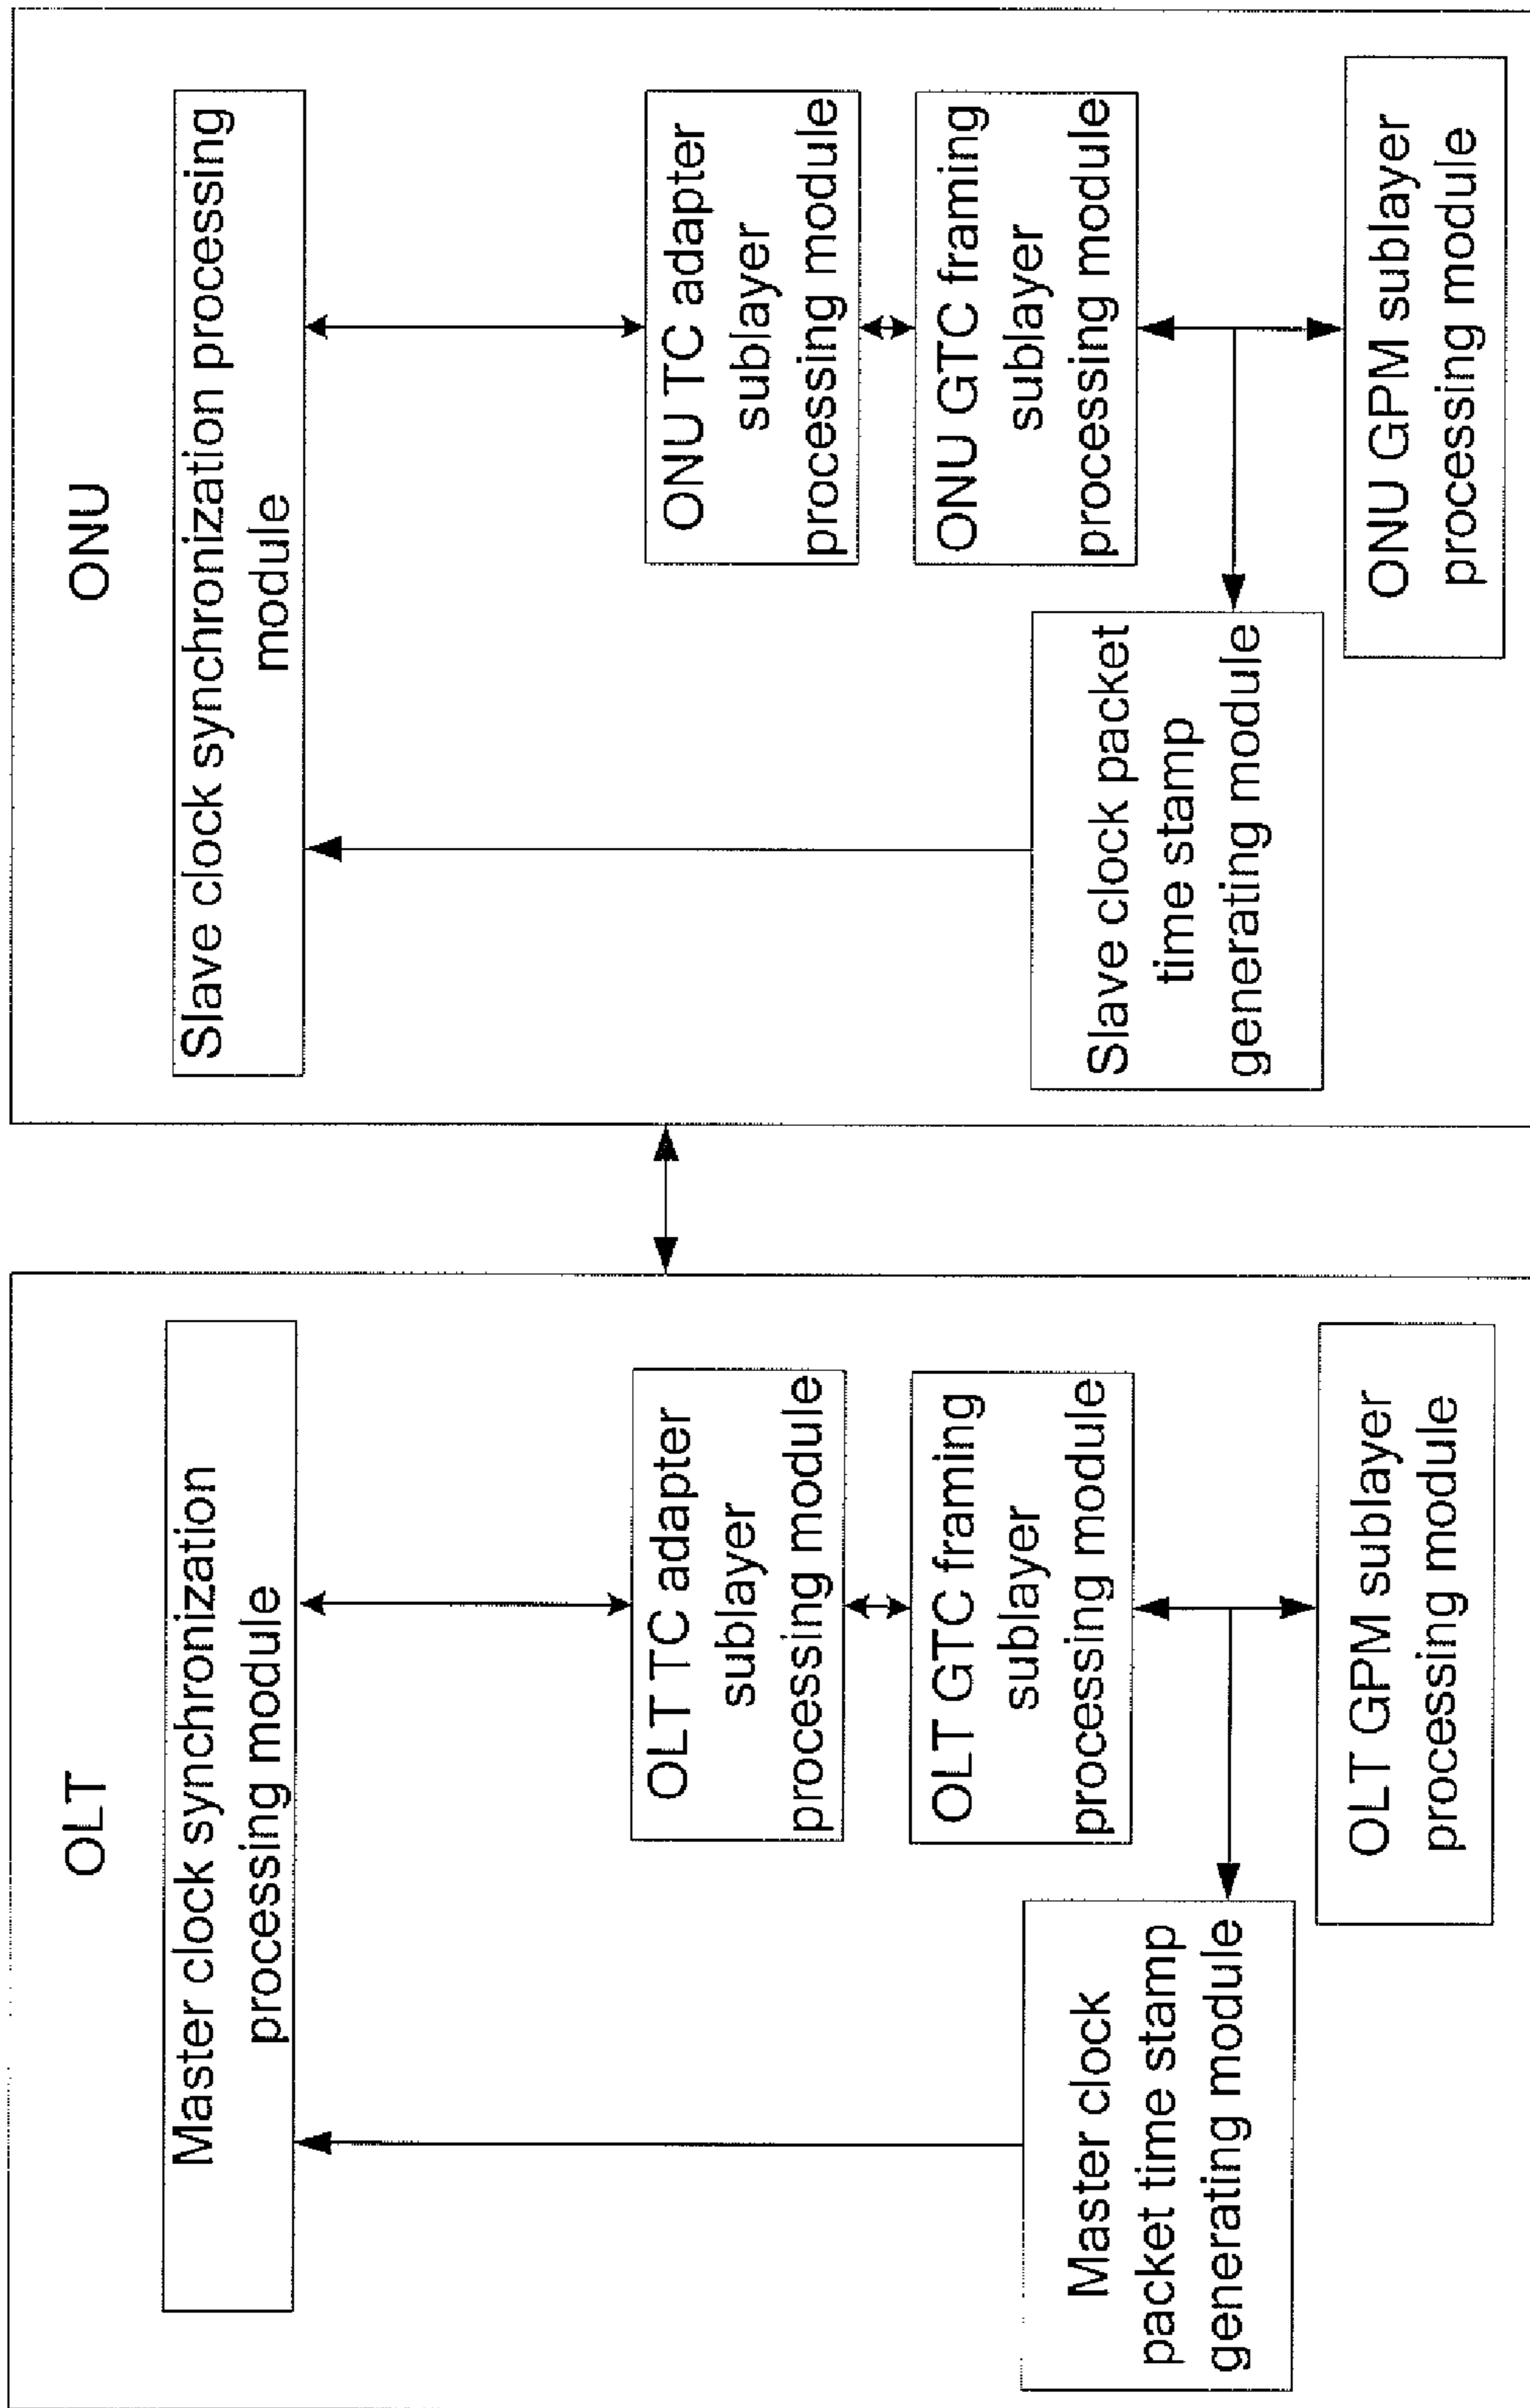 OLT
Master clock synchronization
processing module
OLT TC adapter
sublayer
processing module
OLT GTC framing
sublayer
processing module
Master clock
packet time stamp
generating module
OLT GPM sublayer
processing module
ONU
Slave clock synchronization processing
module
ONU TC adapter
sublayer
processing module
ONU GTC framing
sublayer
processing module
Slave clock packet
time stamp
generating module
ONU GPM sublayer
processing module